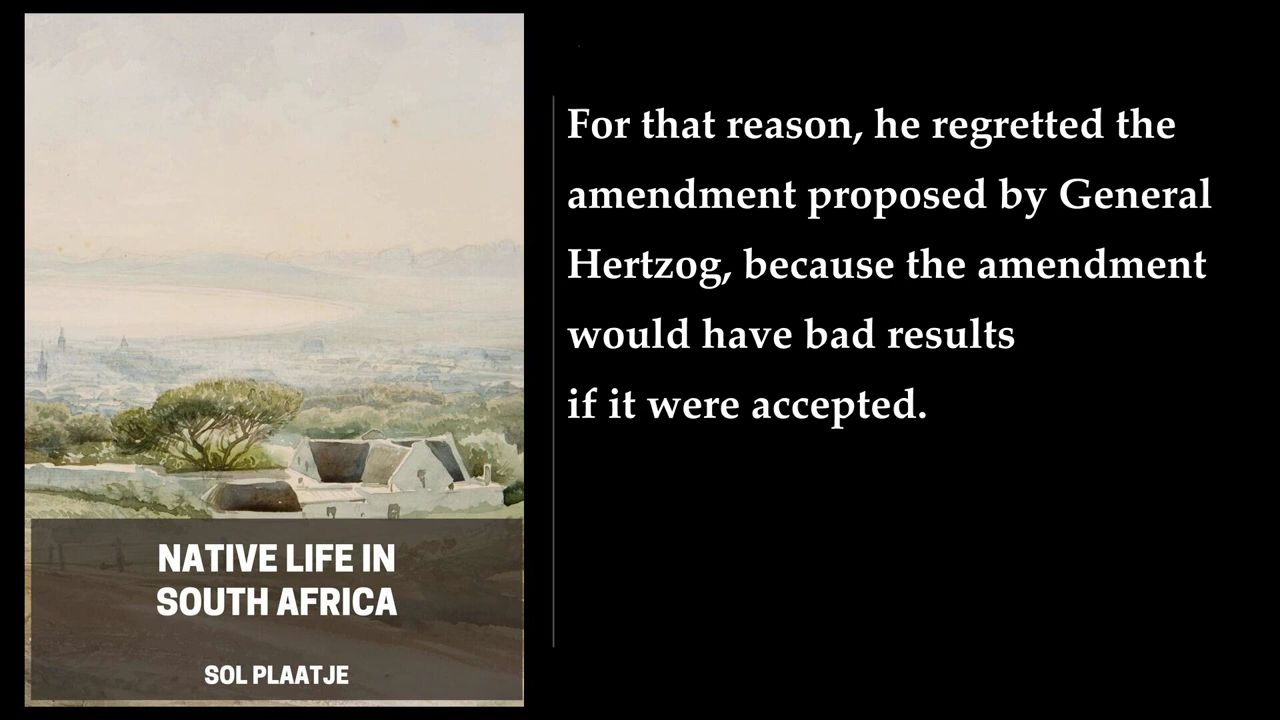 NATIVE LIFE IN
SOUTH AFRICA
SOL PLAATJE
For that reason, he regretted the
amendment proposed by General
Hertzog, because the amendment
would have bad results
if it were accepted.